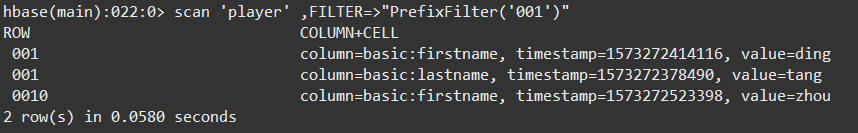 hbase(main):022:0> scan 'player' ,FILTER=>"PrefixFilter('001')"
ROW COLUMN+CELL
001 column=basic:firstname, timestamp=1573272414116, value=ding
001 column=basic:lastname, timestamp=1573272378490, value=tang
0010 column=basic:firstname, timestamp=1573272523398, value=zhou
2 row(s) in 0.0580 seconds